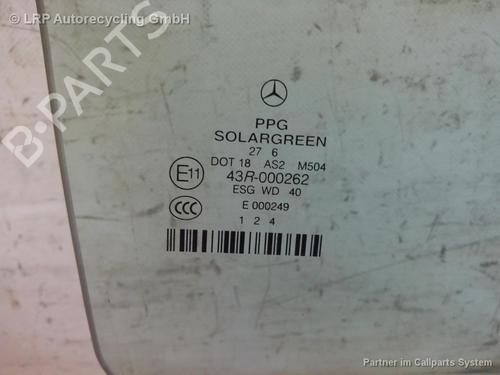 © LRP Autorecycling GmbH
B-Parts
PPG
SOLARGREEN
27 6
DOT 18 AS2 M504
E11 43R-000262
ESG WD 40
CCC E 000249
1 2 4
Partner im Callparts System